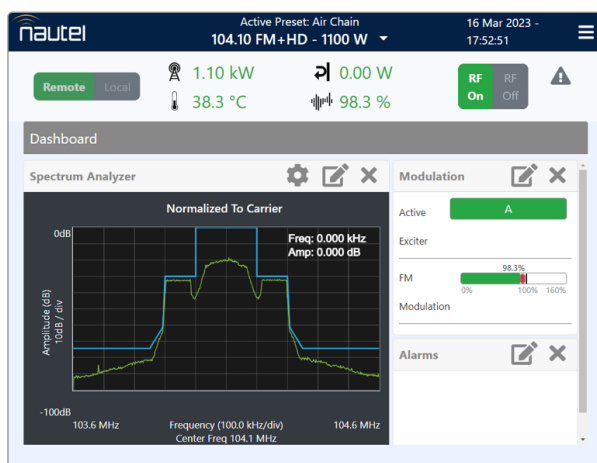 nautel
Active Preset: Air Chain
104.10 FM+HD - 1100 W
16 Mar 2023 -
17:52:51
Remote Local
1.10 kW
0.00 W
38.3 °C
98.3 %
RF On
RF Off
Dashboard
Spectrum Analyzer
Normalized To Carrier
0dB
Freq: 0.000 kHz
Amp: 0.000 dB
Amplitude (dB)
10dB / div
-100dB
103.6 MHz
Frequency (100.0 kHz/div)
104.6 MHz
Center Freq 104.1 MHz
Modulation
Active
Exciter
A
FM
Modulation
98.3%
0% 100% 160%
Alarms